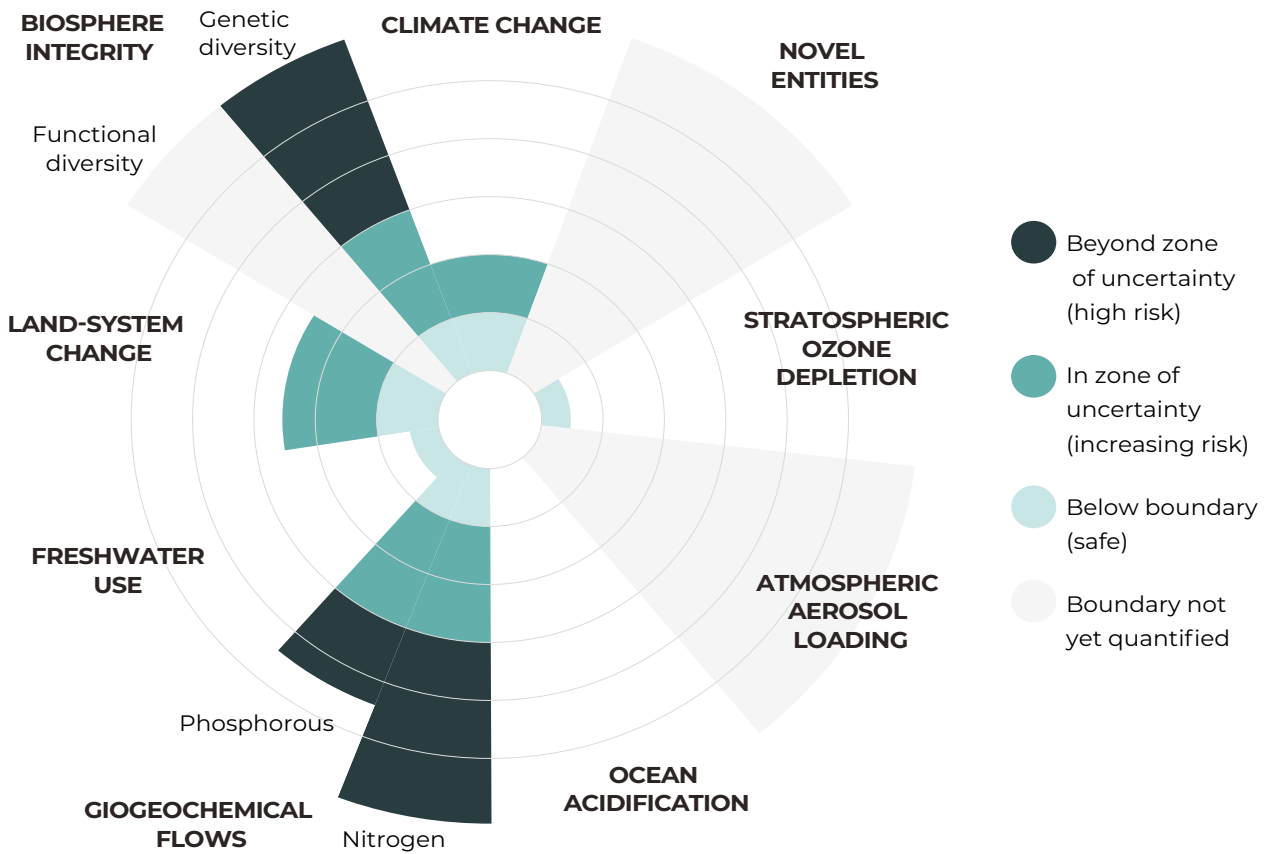 BIOSPHERE
INTEGRITY
Genetic
diversity
CLIMATE CHANGE
NOVEL
ENTITIES
Functional
diversity
LAND-SYSTEM
CHANGE
STRATOSPHERIC
OZONE
DEPLETION
FRESHWATER
USE
ATMOSPHERIC
AEROSOL
LOADING
Phosphorous
GIOGEOCHEMICAL
FLOWS
Nitrogen
OCEAN
ACIDIFICATION
Beyond zone
of uncertainty
(high risk)
In zone of
uncertainty
(increasing risk)
Below boundary
(safe)
Boundary not
yet quantified